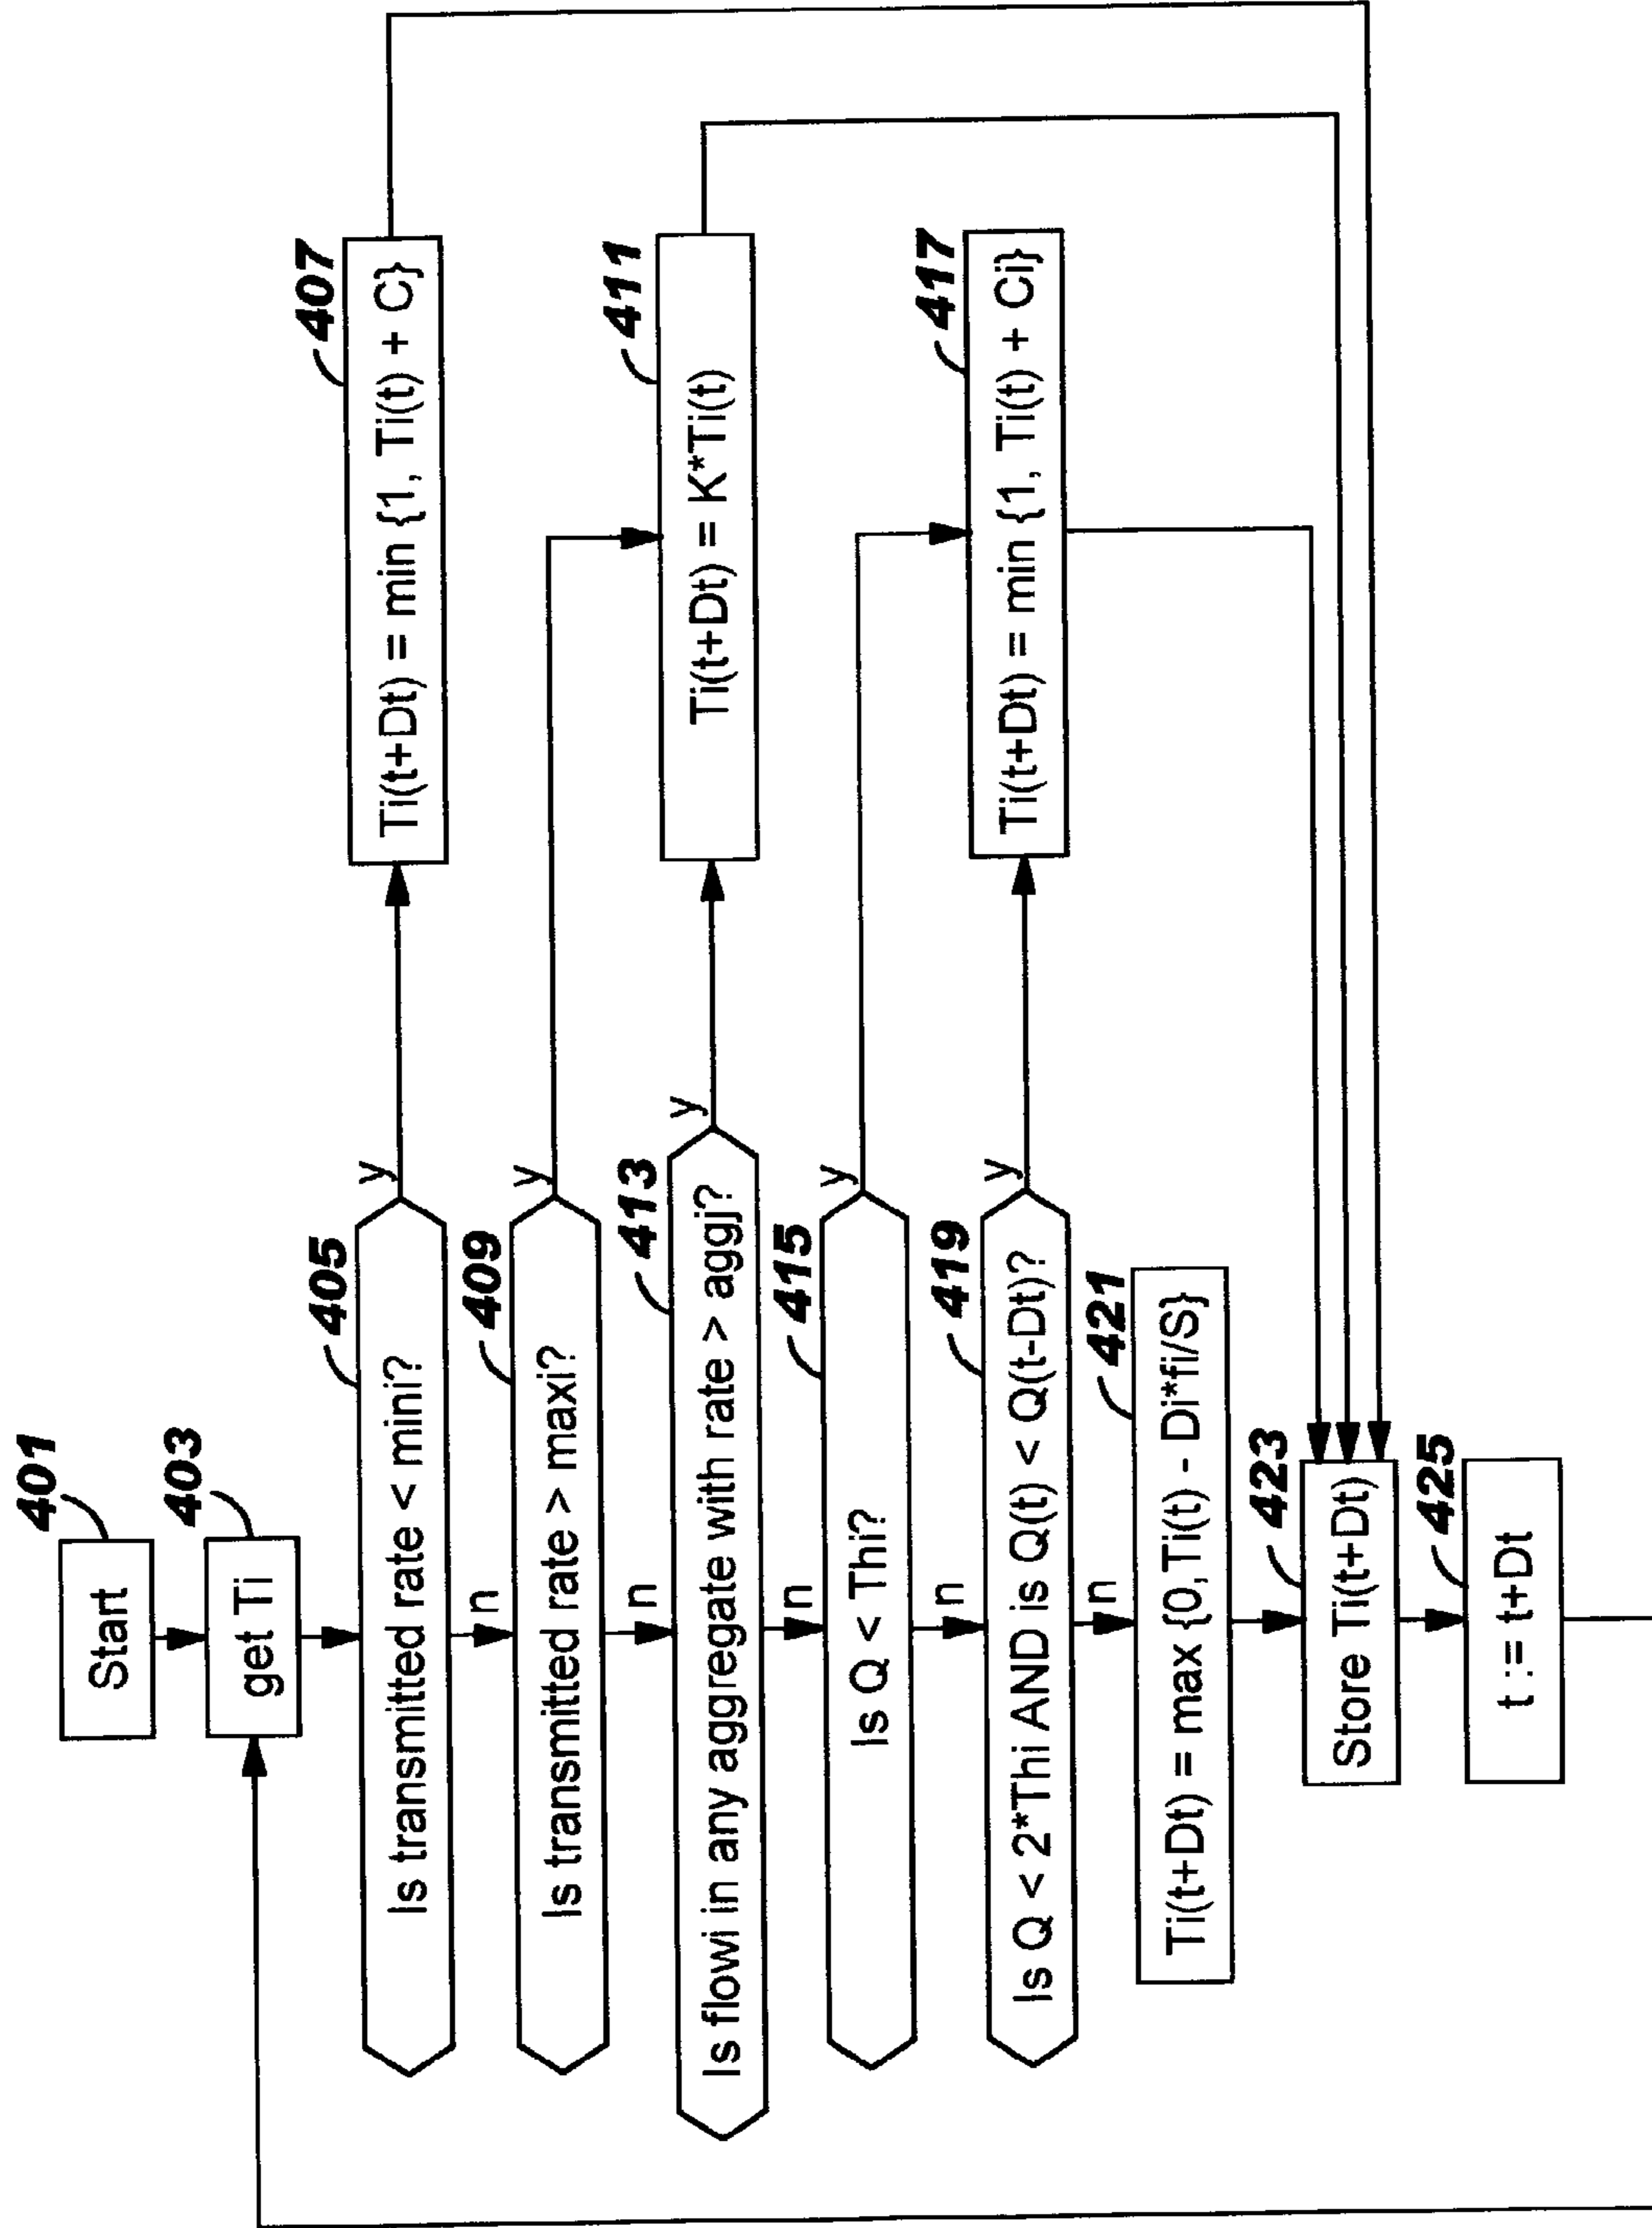 401
Start
403
get Ti
405
Is transmitted rate < mini?
y
407
Ti(t+Dt) = min {1, Ti(t) + C}
n
409
Is transmitted rate > maxi?
y
411
Ti(t+Dt) = K*Ti(t)
n
413
Is flowi in any aggregate with rate > aggj?
y
n
415
Is Q < Thi?
y
417
Ti(t+Dt) = min {1, Ti(t) + Ci}
n
419
Is Q < 2*Thi AND is Q(t) < Q(t-Dt)?
y
n
421
Ti(t+Dt) = max {0,Ti(t) - Di*fi/S}
423
Store Ti(t+Dt)
425
t := t+Dt